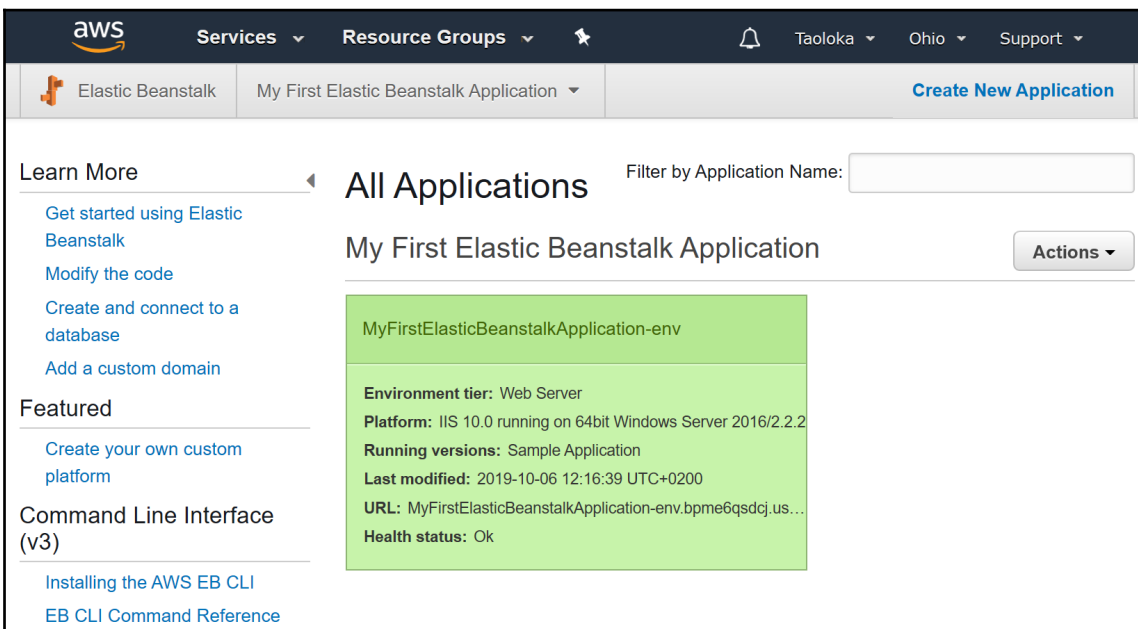 aws Services Resource Groups Taoloka Ohio Support
Elastic Beanstalk My First Elastic Beanstalk Application Create New Application
Learn More
Get started using Elastic
Beanstalk
Modify the code
Create and connect to a
database
Add a custom domain
Featured
Create your own custom
platform
Command Line Interface
(v3)
Installing the AWS EB CLI
EB CLI Command Reference
All Applications
Filter by Application Name:
My First Elastic Beanstalk Application
Actions
MyFirstElasticBeanstalkApplication-env
Environment tier: Web Server
Platform: IIS 10.0 running on 64bit Windows Server 2016/2.2.2
Running versions: Sample Application
Last modified: 2019-10-06 12:16:39 UTC+0200
URL: MyFirstElasticBeanstalkApplication-env.bpme6qsdcj.us...
Health status: Ok